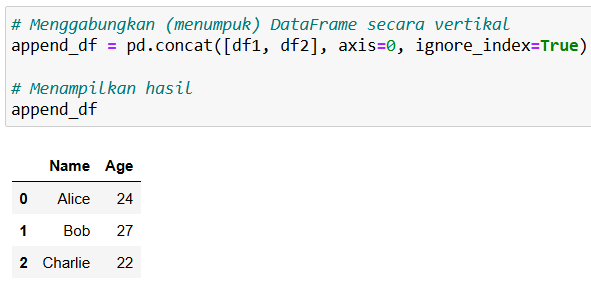 # Menggabungkan (menumpuk) DataFrame secara vertikal
append_df = pd.concat([df1, df2], axis=0, ignore_index=True)
# Menampilkan hasil
append_df
Name Age
0 Alice 24
1 Bob 27
2 Charlie 22